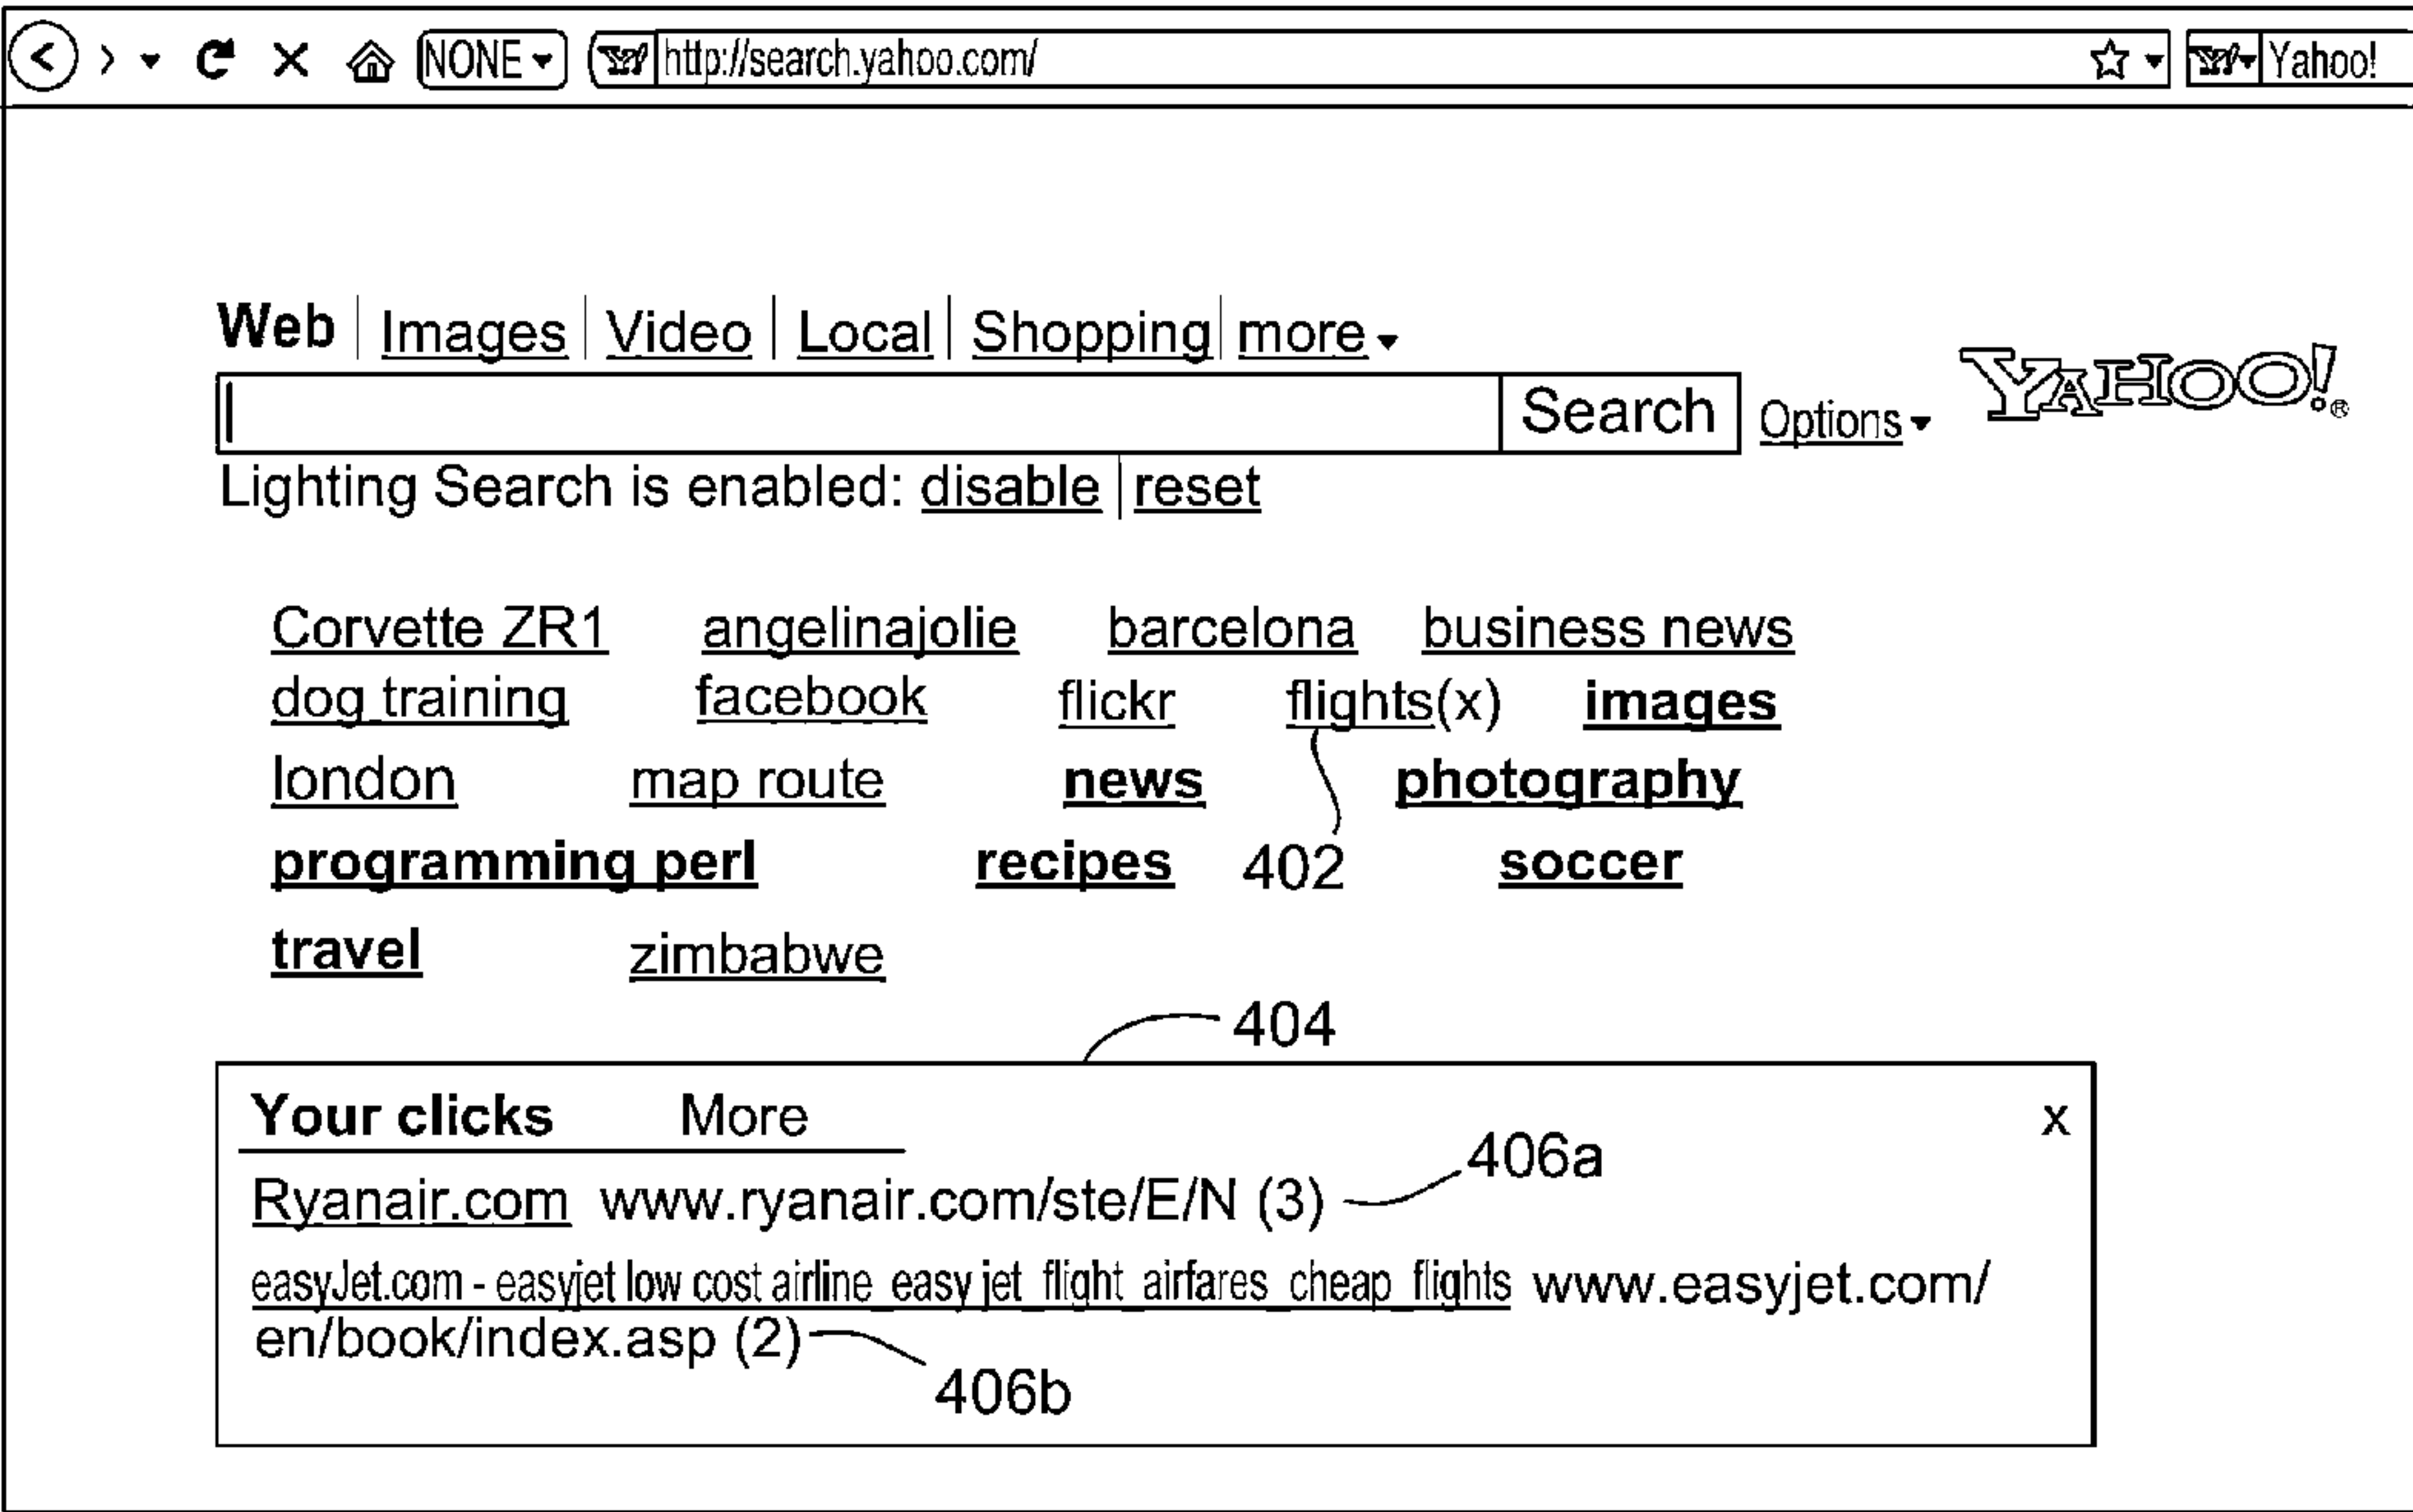 NONE http://search.yahoo.com/ Yahoo!
Web Images Video Local Shopping more
YAHOO!®
Search Options
Lighting Search is enabled: disable reset
Corvette ZR1 angelinajolie barcelona business news
dog training facebook flickr flights(x) images
london map route news photography
programming perl recipes 402 soccer
travel zimbabwe
404
Your clicks More x
406a
Ryanair.com www.ryanair.com/ste/E/N (3)
easyJet.com - easyjet low cost airline easy jet flight airfares cheap flights www.easyjet.com/
en/book/index.asp (2)
406b